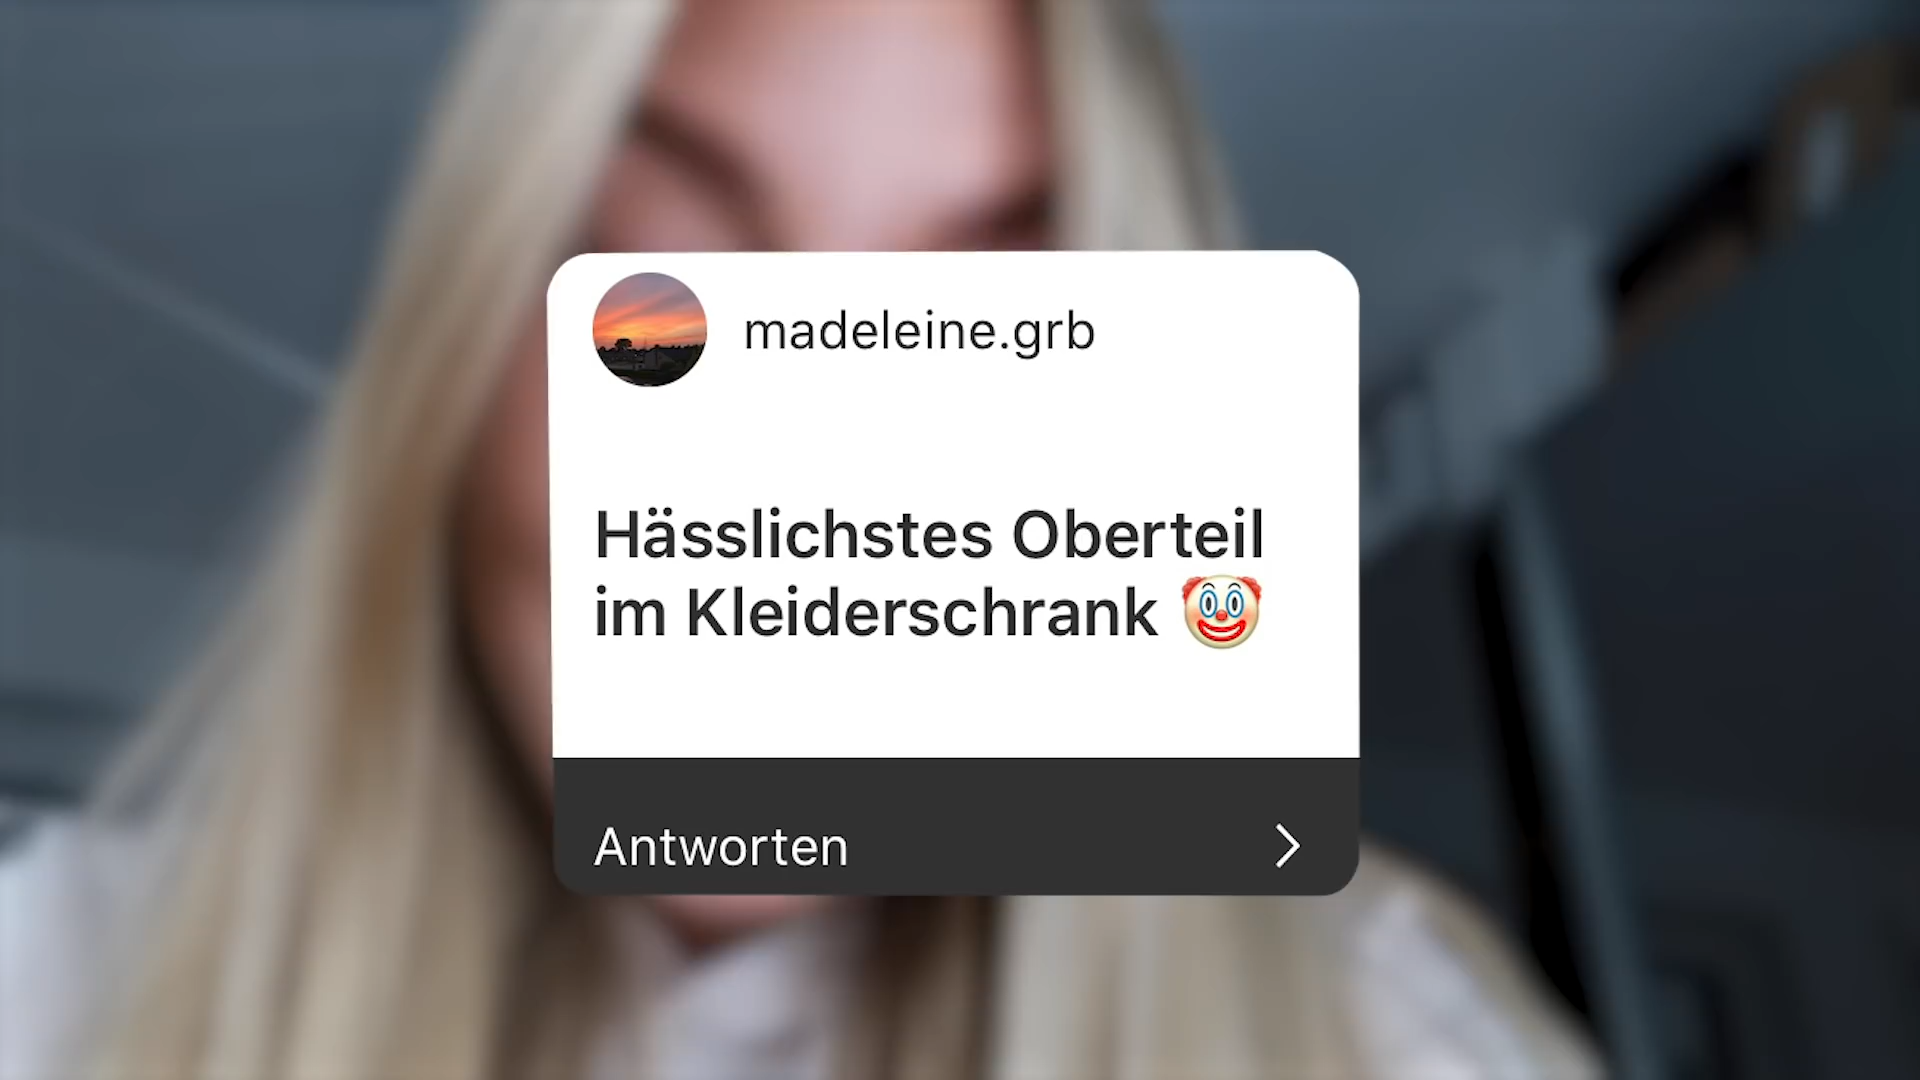 madeleine.grb
Hässlichstes Oberteil
im Kleiderschrank 🤡
Antworten